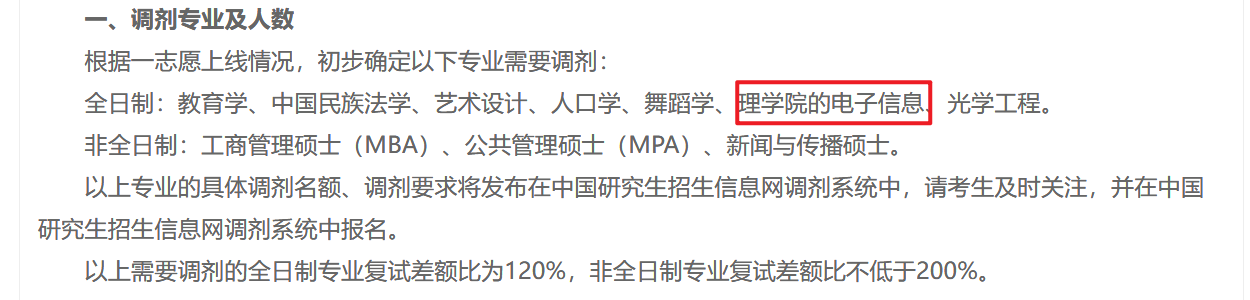 一、调剂专业及人数
根据一志愿上线情况，初步确定以下专业需要调剂：
全日制：教育学、中国民族法学、艺术设计、人口学、舞蹈学、理学院的电子信息、光学工程。
非全日制：工商管理硕士（MBA）、公共管理硕士（MPA）、新闻与传播硕士。
以上专业的具体调剂名额、调剂要求将发布在中国研究生招生信息网调剂系统中，请考生及时关注，并在中国
研究生招生信息网调剂系统中报名。
以上需要调剂的全日制专业复试差额比为120%，非全日制专业复试差额比不低于200%。